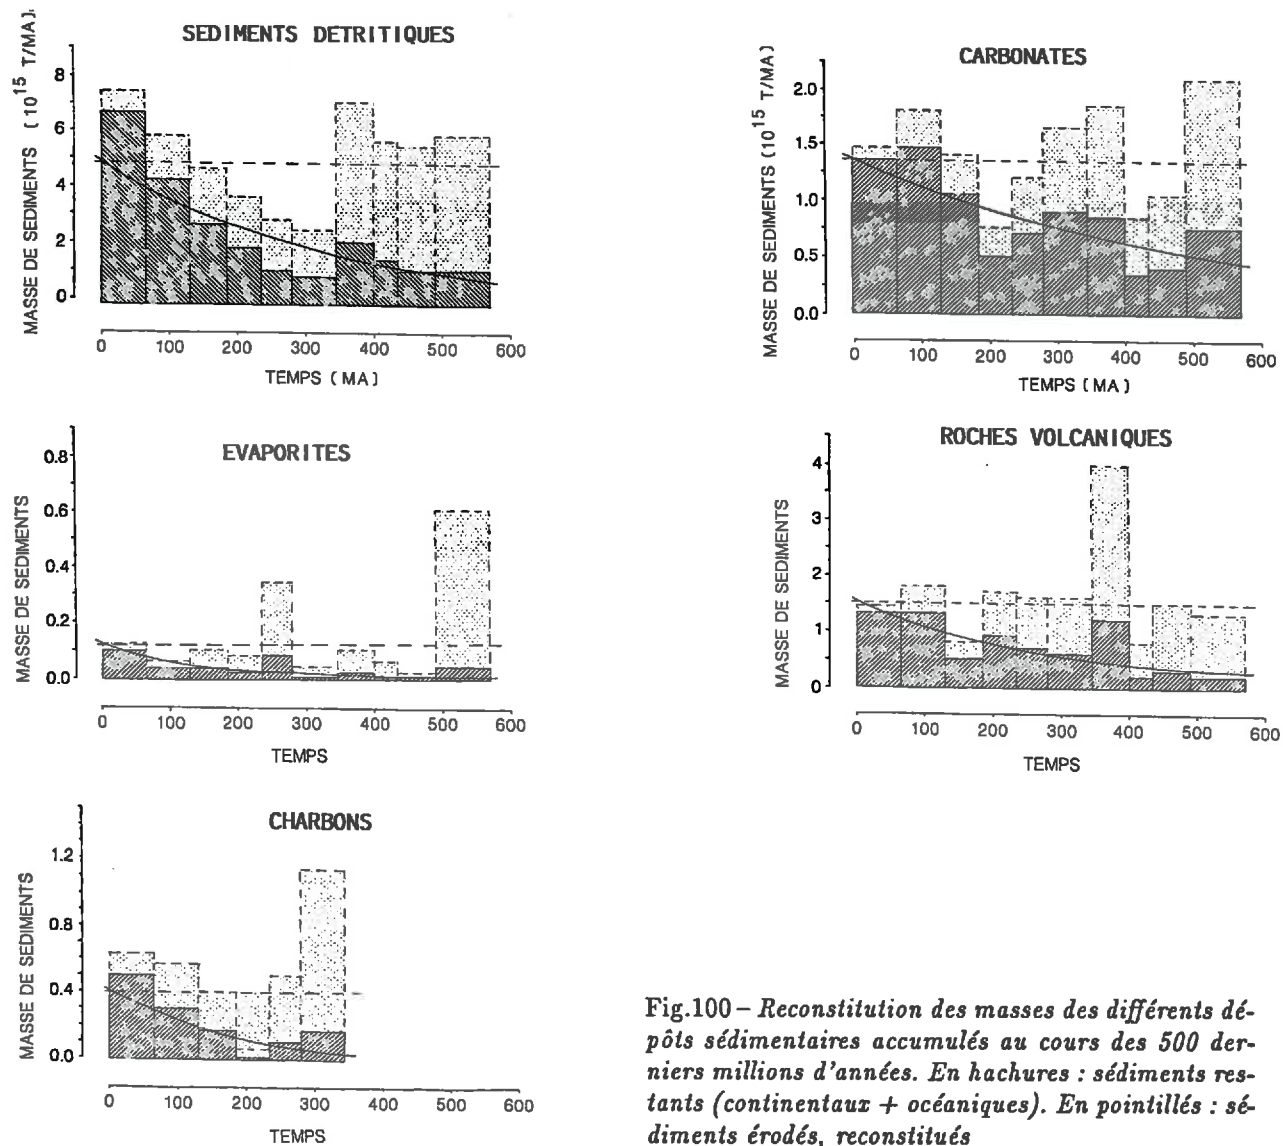 SEDIMENTS DETRITIQUES
MASSE DE SEDIMENTS (10^15 T/MA)
8
6
4
2
0
0 100 200 300 400 500 600
TEMPS (MA)
CARBONATES
MASSE DE SEDIMENTS (10^15 T/MA)
2.0
1.5
1.0
0.5
0.0
0 100 200 300 400 500 600
TEMPS (MA)
EVAPORITES
MASSE DE SEDIMENTS
0.8
0.6
0.4
0.2
0.0
0 100 200 300 400 500 600
TEMPS
ROCHES VOLCANIQUES
MASSE DE SEDIMENTS
4
3
2
1
0
0 100 200 300 400 500 600
TEMPS
CHARBONS
MASSE DE SEDIMENTS
1.2
0.8
0.4
0.0
0 100 200 300 400 500 600
TEMPS
Fig.100 – Reconstitution des masses des différents dé-
pôts sédimentaires accumulés au cours des 500 der-
niers millions d'années. En hachures : sédiments res-
tants (continentaux + océaniques). En pointillés : sé-
diments érodés, reconstitués